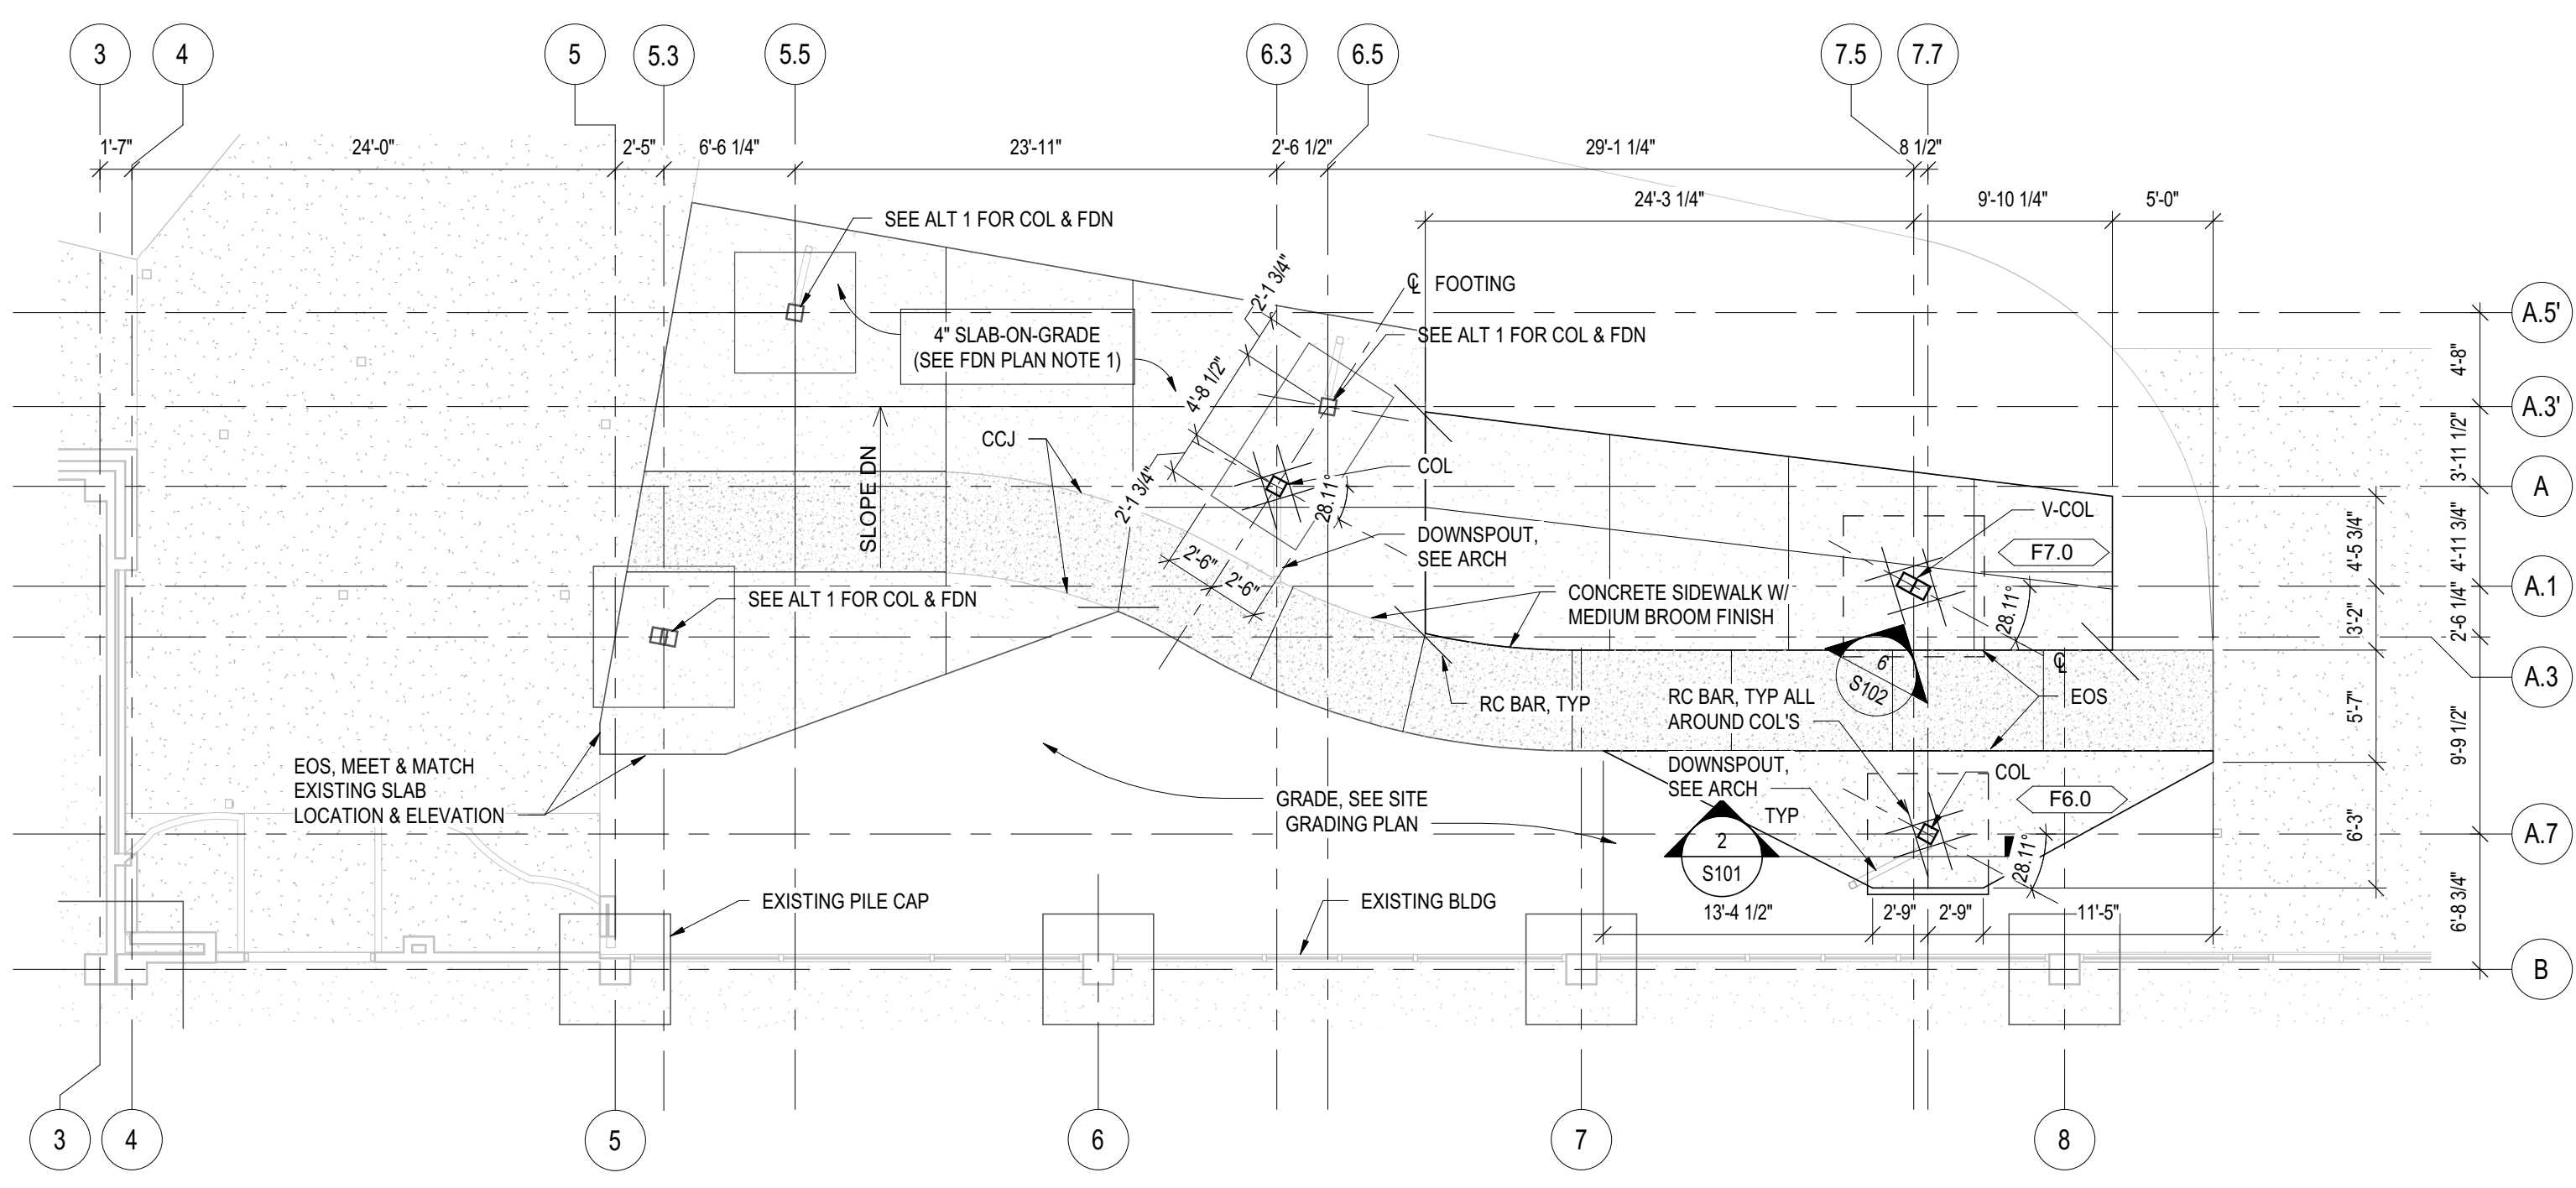 3
4
5
5.3
5.5
6.3
6.5
7.5
7.7
1'-7"
24'-0"
2'-5"
6'-6 1/4"
23'-11"
2'-6 1/2"
29'-1 1/4"
8 1/2"
24'-3 1/4"
9'-10 1/4"
5'-0"
SEE ALT 1 FOR COL & FDN
2'-1 3/4"
℄ FOOTING
A.5'
4" SLAB-ON-GRADE
(SEE FDN PLAN NOTE 1)
SEE ALT 1 FOR COL & FDN
4'-8"
4'-8 1/2"
A.3'
CCJ
SLOPE DN
COL
3'-11 1/2"
A
2'-1 3/4"
28.11°
V-COL
DOWNSPOUT,
SEE ARCH
F7.0
4'-5 3/4"
4'-11 3/4"
2'-6"
2'-6"
SEE ALT 1 FOR COL & FDN
CONCRETE SIDEWALK W/
MEDIUM BROOM FINISH
28.11°
3'-2"
2'-6 1/4"
A.1
℄
6
S102
A.3
RC BAR, TYP
RC BAR, TYP ALL
AROUND COL'S
EOS
5'-7"
9'-9 1/2"
EOS, MEET & MATCH
EXISTING SLAB
LOCATION & ELEVATION
DOWNSPOUT,
SEE ARCH
COL
F6.0
GRADE, SEE SITE
GRADING PLAN
TYP
2
S101
28.11°
6'-3"
A.7
EXISTING PILE CAP
EXISTING BLDG
13'-4 1/2"
2'-9"
2'-9"
11'-5"
6'-8 3/4"
B
3
4
5
6
7
8